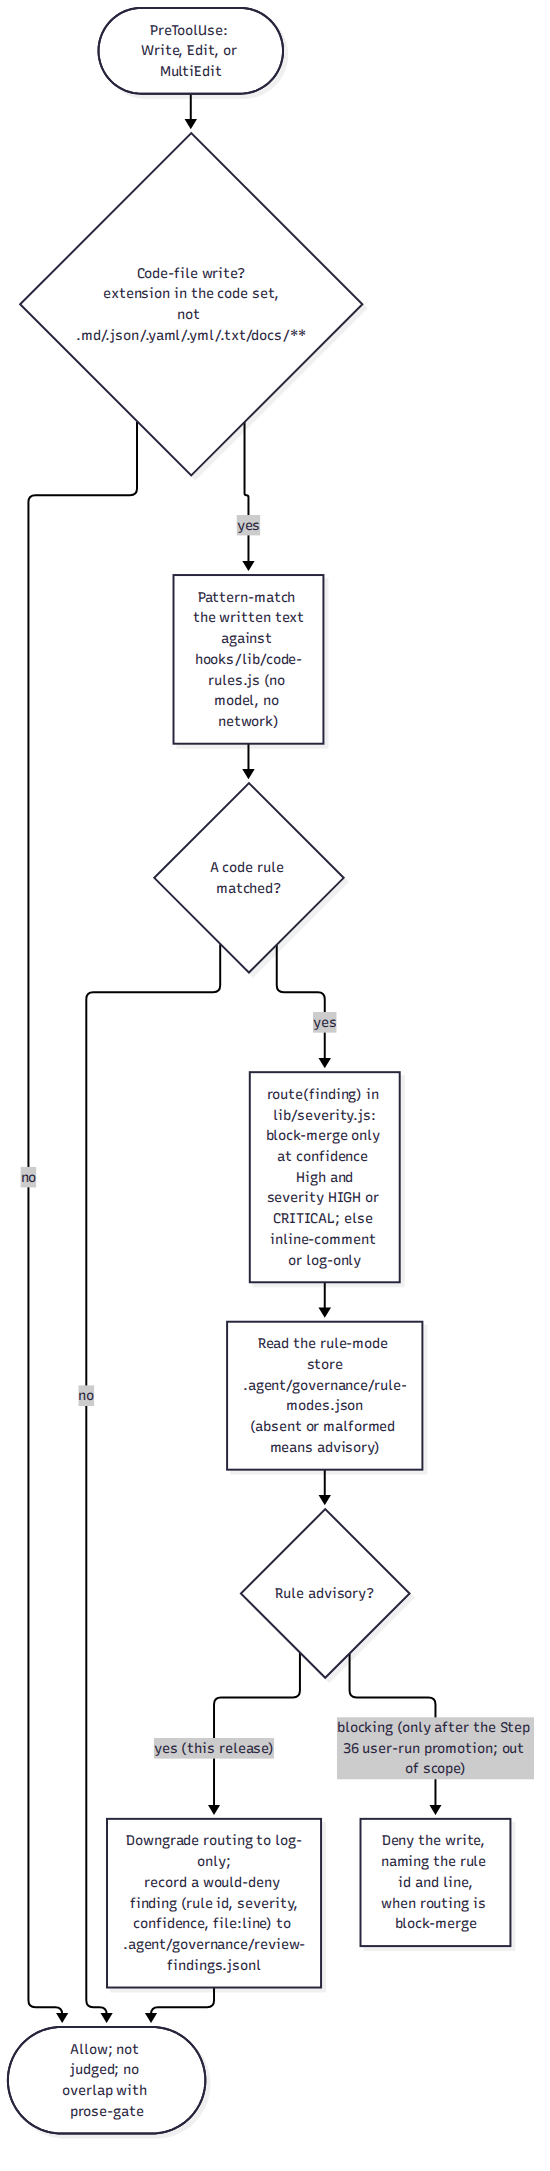 PreToolUse:
Write, Edit, or
MultiEdit
Code-file write?
extension in the code set,
not
.md/.json/.yaml/.yml/.txt/docs/**
yes
Pattern-match
the written text
against
hooks/lib/code-
rules.js (no
model, no
network)
A code rule
matched?
yes
route(finding) in
lib/severity.js:
block-merge only
at confidence
High and
severity HIGH or
CRITICAL; else
inline-comment
or log-only
no
Read the rule-mode
store
.agent/governance/rule-
modes.json
(absent or malformed
means advisory)
no
Rule advisory?
yes (this release)
blocking (only after the Step
36 user-run promotion; out
of scope)
Downgrade routing to log-
only;
record a would-deny
finding (rule id, severity,
confidence, file:line) to
.agent/governance/review-
findings.jsonl
Deny the write,
naming the rule
id and line,
when routing is
block-merge
Allow; not
judged; no
overlap with
prose-gate